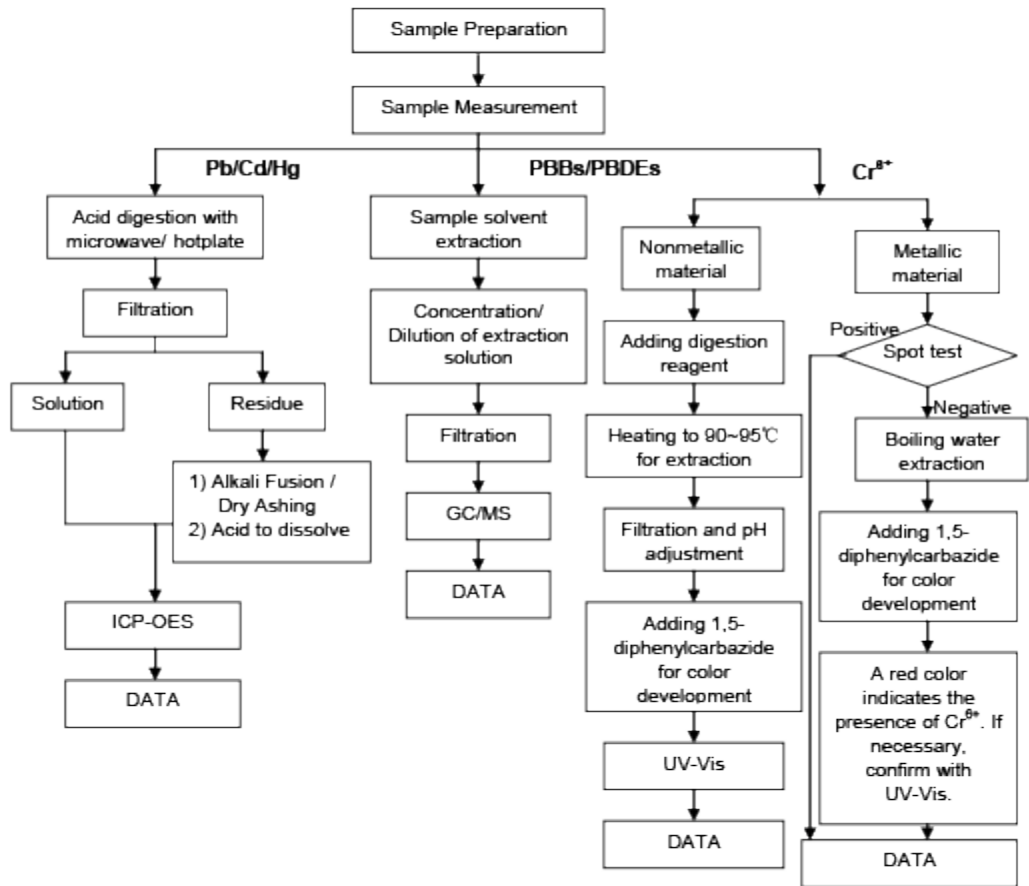 Sample Preparation
Sample Measurement
Pb/Cd/Hg
PBBs/PBDEs
Cr⁶⁺
Acid digestion with
microwave/ hotplate
Filtration
Solution
Residue
1) Alkali Fusion /
Dry Ashing
2) Acid to dissolve
ICP-OES
DATA
Sample solvent
extraction
Concentration/
Dilution of extraction
solution
Filtration
GC/MS
DATA
Nonmetallic
material
Adding digestion
reagent
Heating to 90~95℃
for extraction
Filtration and pH
adjustment
Adding 1,5-
diphenylcarbazide
for color
development
UV-Vis
DATA
Metallic
material
Positive
Spot test
Negative
Boiling water
extraction
Adding 1,5-
diphenylcarbazide
for color
development
A red color
indicates the
presence of Cr⁶⁺. If
necessary,
confirm with
UV-Vis.
DATA